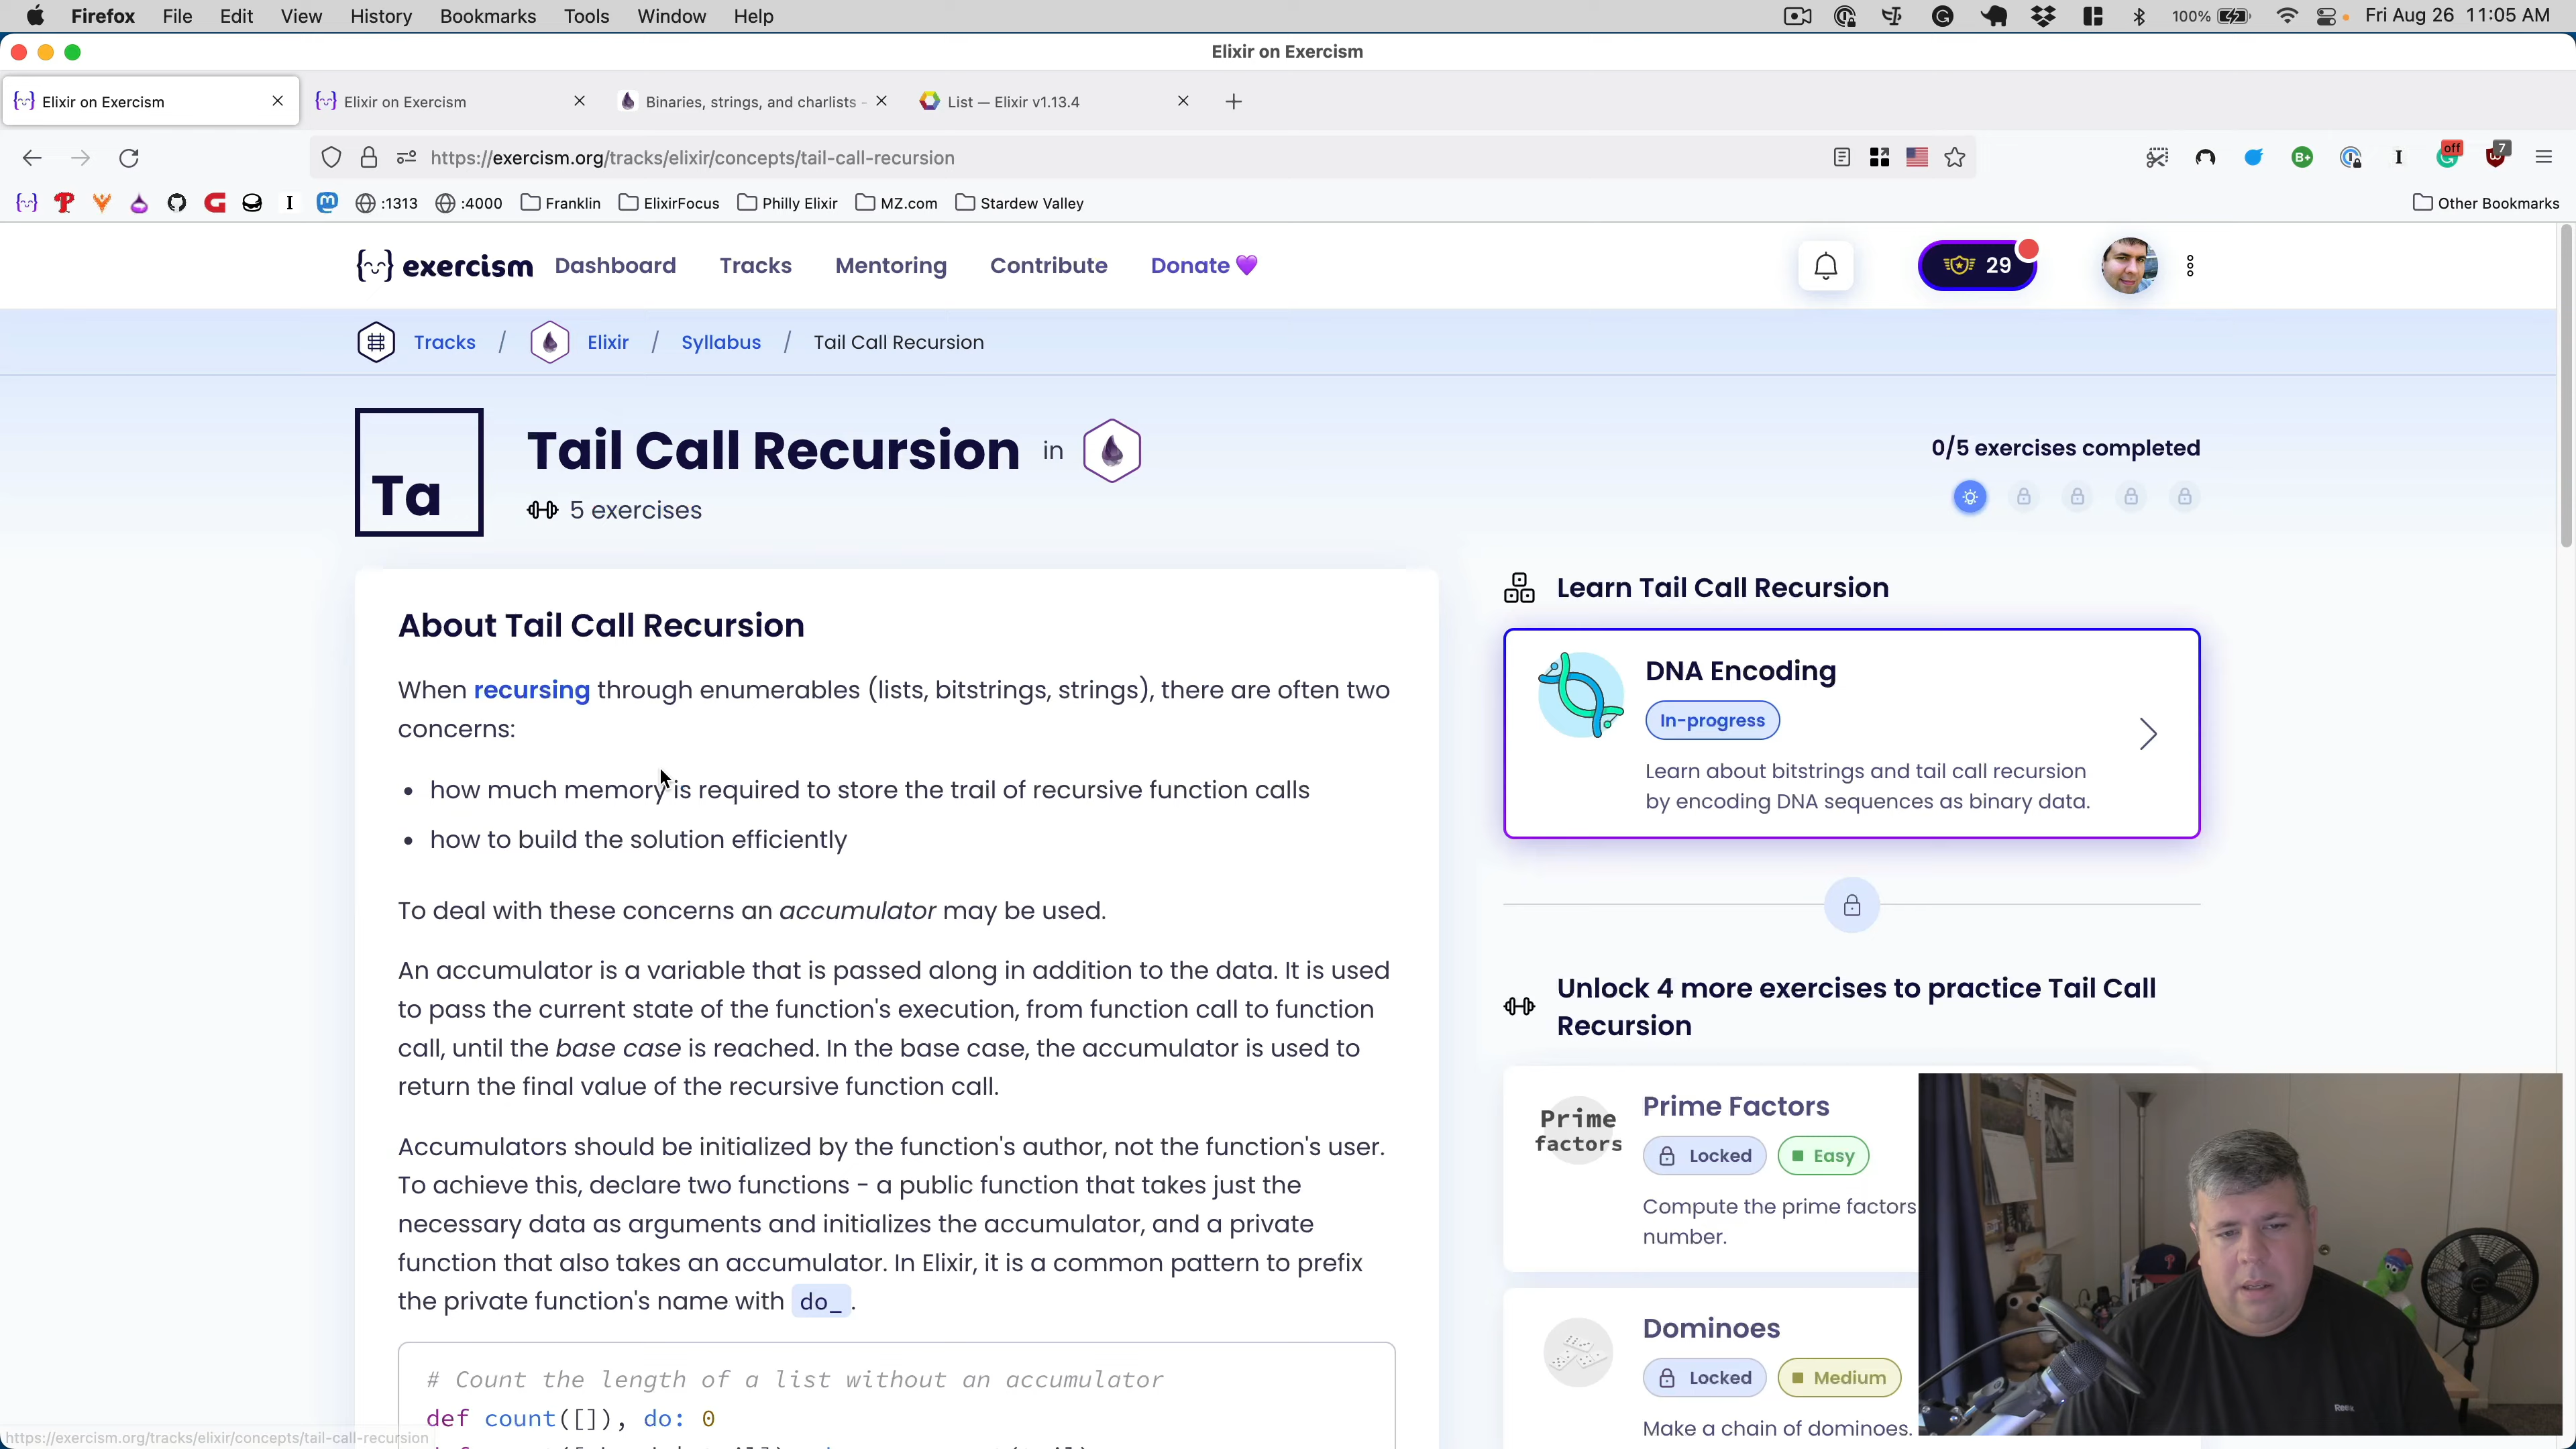 Firefox File Edit View History Bookmarks Tools Window Help 100% Fri Aug 26 11:05 AM
Elixir on Exercism
Elixir on Exercism Elixir on Exercism Binaries, strings, and charlists - List — Elixir v1.13.4
https://exercism.org/tracks/elixir/concepts/tail-call-recursion off 7
:1313 :4000 Franklin ElixirFocus Philly Elixir MZ.com Stardew Valley Other Bookmarks
exercism Dashboard Tracks Mentoring Contribute Donate 29
Tracks / Elixir / Syllabus / Tail Call Recursion
Ta
Tail Call Recursion in
5 exercises
0/5 exercises completed
About Tail Call Recursion
When recursing through enumerables (lists, bitstrings, strings), there are often two
concerns:
• how much memory is required to store the trail of recursive function calls
• how to build the solution efficiently
To deal with these concerns an accumulator may be used.
An accumulator is a variable that is passed along in addition to the data. It is used
to pass the current state of the function's execution, from function call to function
call, until the base case is reached. In the base case, the accumulator is used to
return the final value of the recursive function call.
Accumulators should be initialized by the function's author, not the function's user.
To achieve this, declare two functions - a public function that takes just the
necessary data as arguments and initializes the accumulator, and a private
function that also takes an accumulator. In Elixir, it is a common pattern to prefix
the private function's name with do_.
# Count the length of a list without an accumulator
def count([]), do: 0
Learn Tail Call Recursion
DNA Encoding
In-progress
Learn about bitstrings and tail call recursion
by encoding DNA sequences as binary data.
Unlock 4 more exercises to practice Tail Call
Recursion
Prime
factors
Prime Factors
Locked Easy
Compute the prime factors
number.
Dominoes
Locked Medium
Make a chain of dominoes.
https://exercism.org/tracks/elixir/concepts/tail-call-recursion